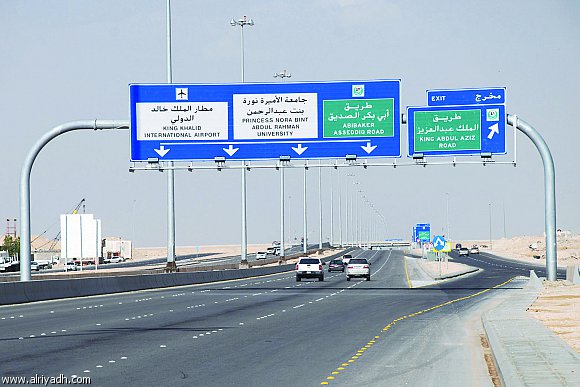 مطار الملك خالد
الدولي
KING KHALID
INTERNATIONAL AIRPORT
جامعة الأميرة نورة
بنت عبدالرحمن
PRINCESS NORA BINT
ABDUL RAHMAN
UNIVERSITY
طريق
أبي بكر الصديق
ABIBAKER
ASSEDDIG ROAD
EXIT مخرج
طريق
الملك عبدالعزيز
KING ABDUL AZIZ
ROAD
www.alriyadh.com